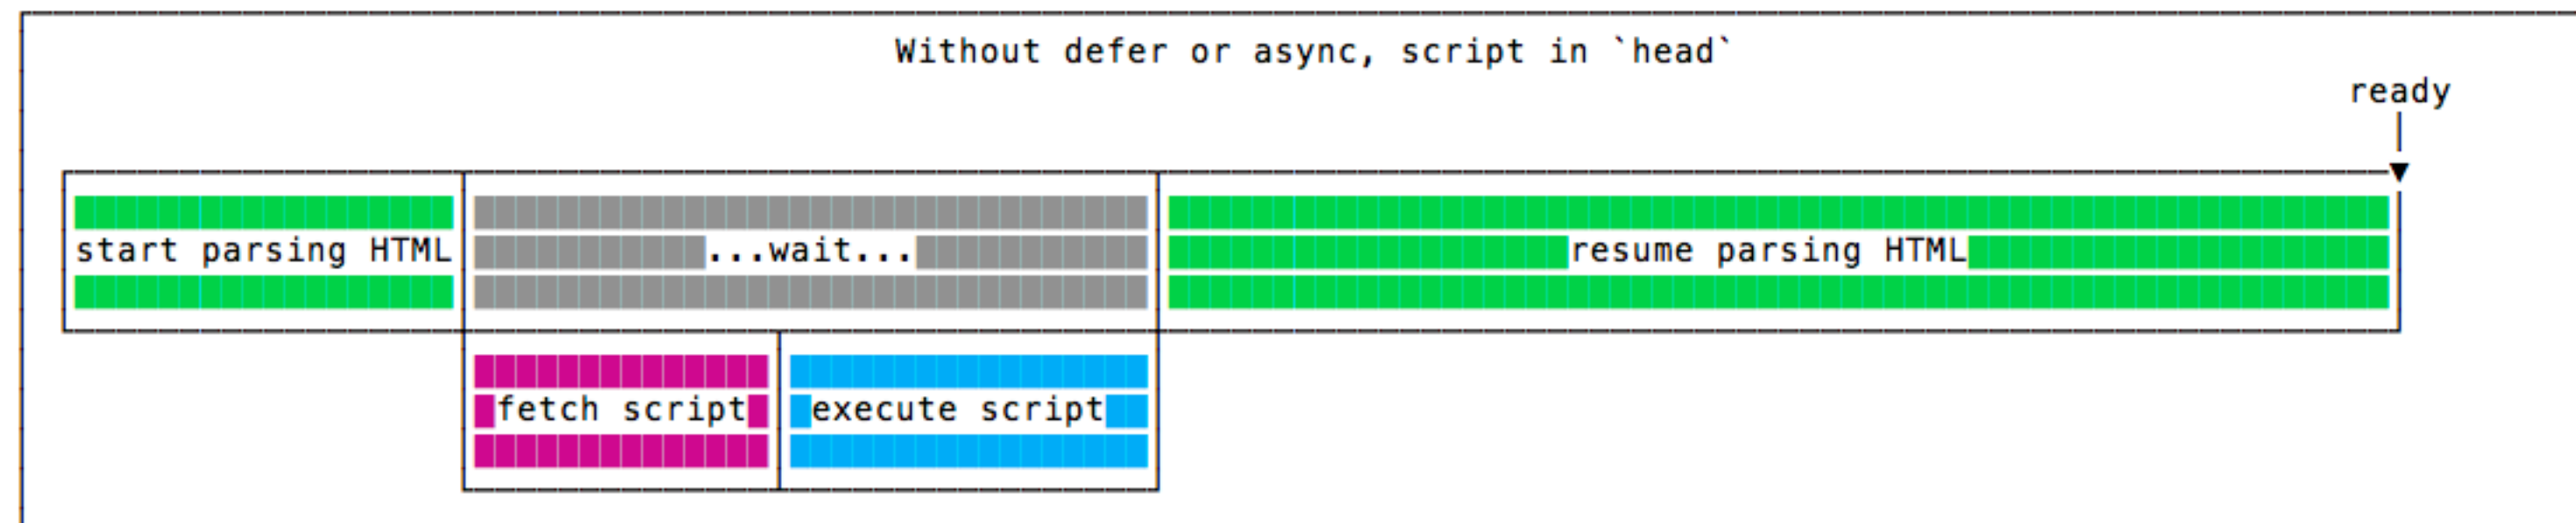 Without defer or async, script in `head`
ready
start parsing HTML
...wait...
resume parsing HTML
fetch script
execute script